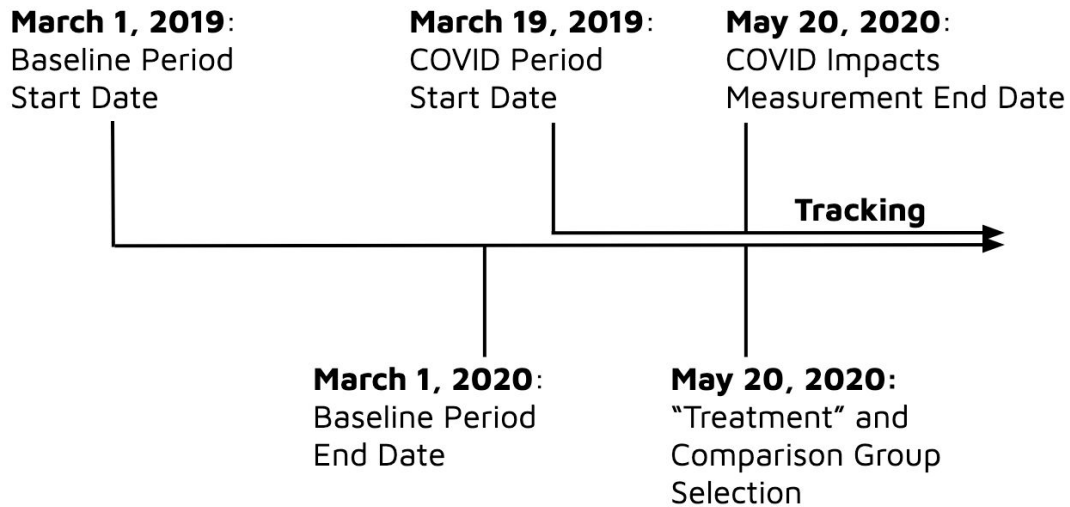 March 1, 2019:
Baseline Period
Start Date
March 19, 2019:
COVID Period
Start Date
May 20, 2020:
COVID Impacts
Measurement End Date
Tracking
March 1, 2020:
Baseline Period
End Date
May 20, 2020:
“Treatment” and
Comparison Group
Selection